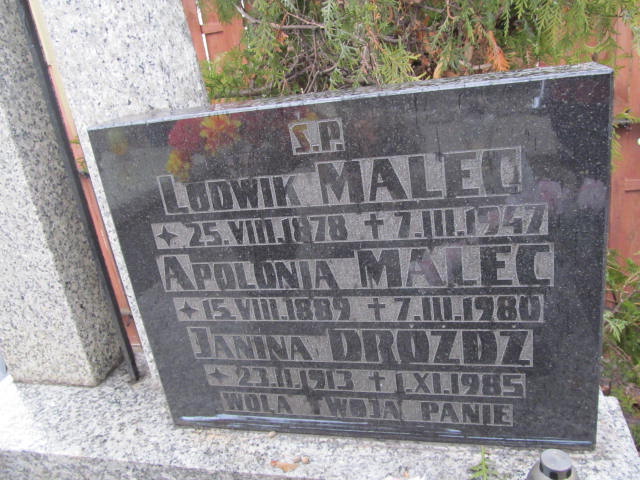 Ś.P.
LUDWIK MALEC
✦ 25.VIII.1878 ✝ 7.III.1947
APOLONIA MALEC
✦ 15.VIII.1889 ✝ 7.III.1980
JANINA DROZDZ
✦ 23.II.1913 ✝ 1.XI.1985
WOLA TWOJA PANIE